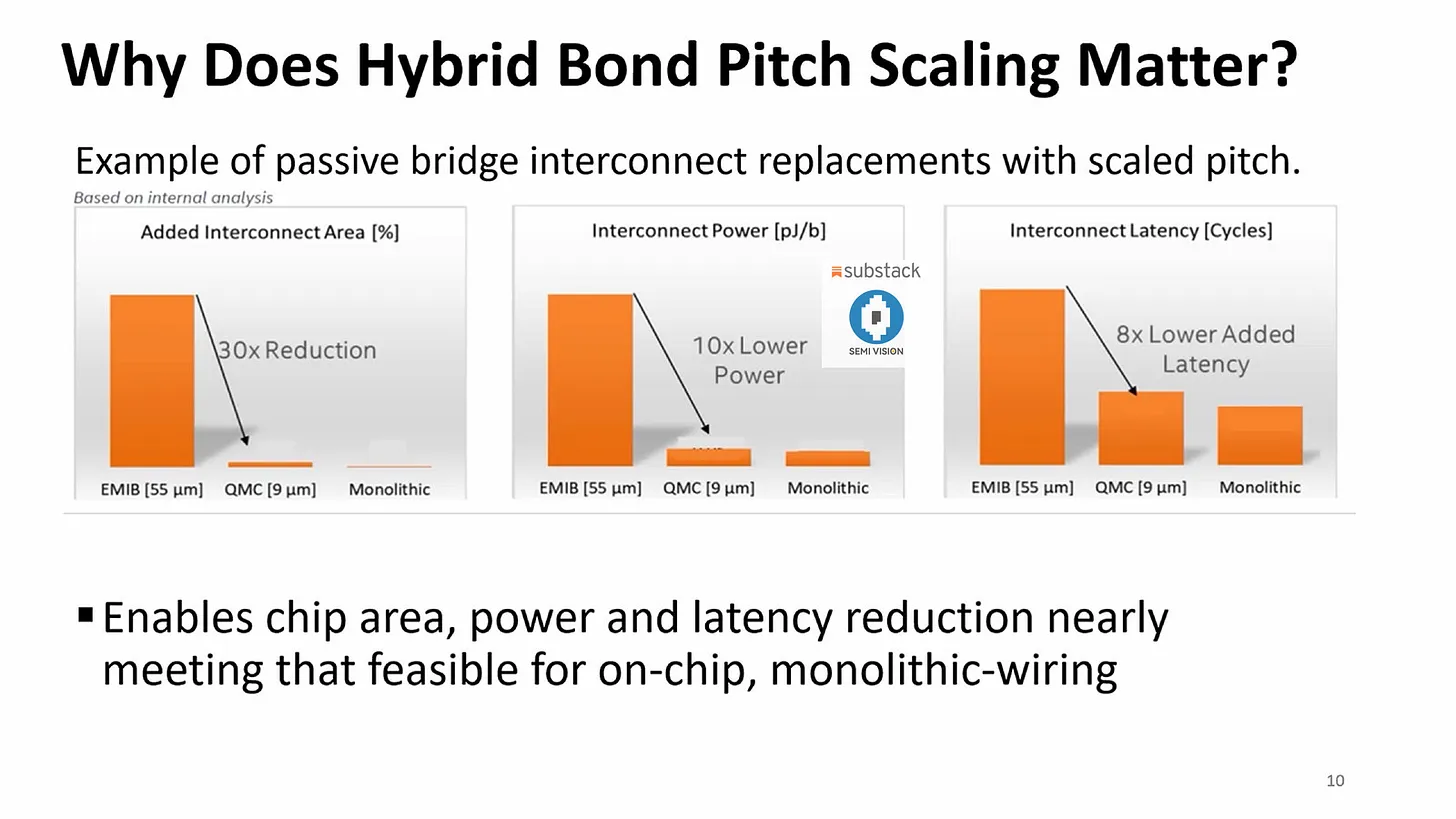 Why Does Hybrid Bond Pitch Scaling Matter?
Example of passive bridge interconnect replacements with scaled pitch.
Based on internal analysis
Added Interconnect Area [%]
30x Reduction
EMIB [55 µm] QMC [9 µm] Monolithic
Interconnect Power [pJ/b]
substack
SEMI VISION
10x Lower
Power
EMIB [55 µm] QMC [9 µm] Monolithic
Interconnect Latency [Cycles]
8x Lower Added
Latency
EMIB [55 µm] QMC [9 µm] Monolithic
▪ Enables chip area, power and latency reduction nearly
meeting that feasible for on-chip, monolithic-wiring
10